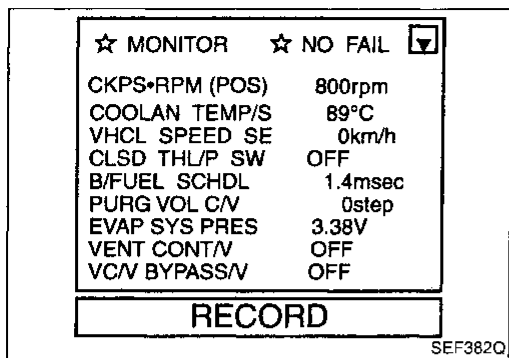 ☆ MONITOR ☆ NO FAIL ▼
CKPS•RPM (POS) 800rpm
COOLAN TEMP/S 89°C
VHCL SPEED SE 0km/h
CLSD THL/P SW OFF
B/FUEL SCHDL 1.4msec
PURG VOL C/V 0step
EVAP SYS PRES 3.38V
VENT CONT/V OFF
VC/V BYPASS/V OFF
RECORD
SEF382Q